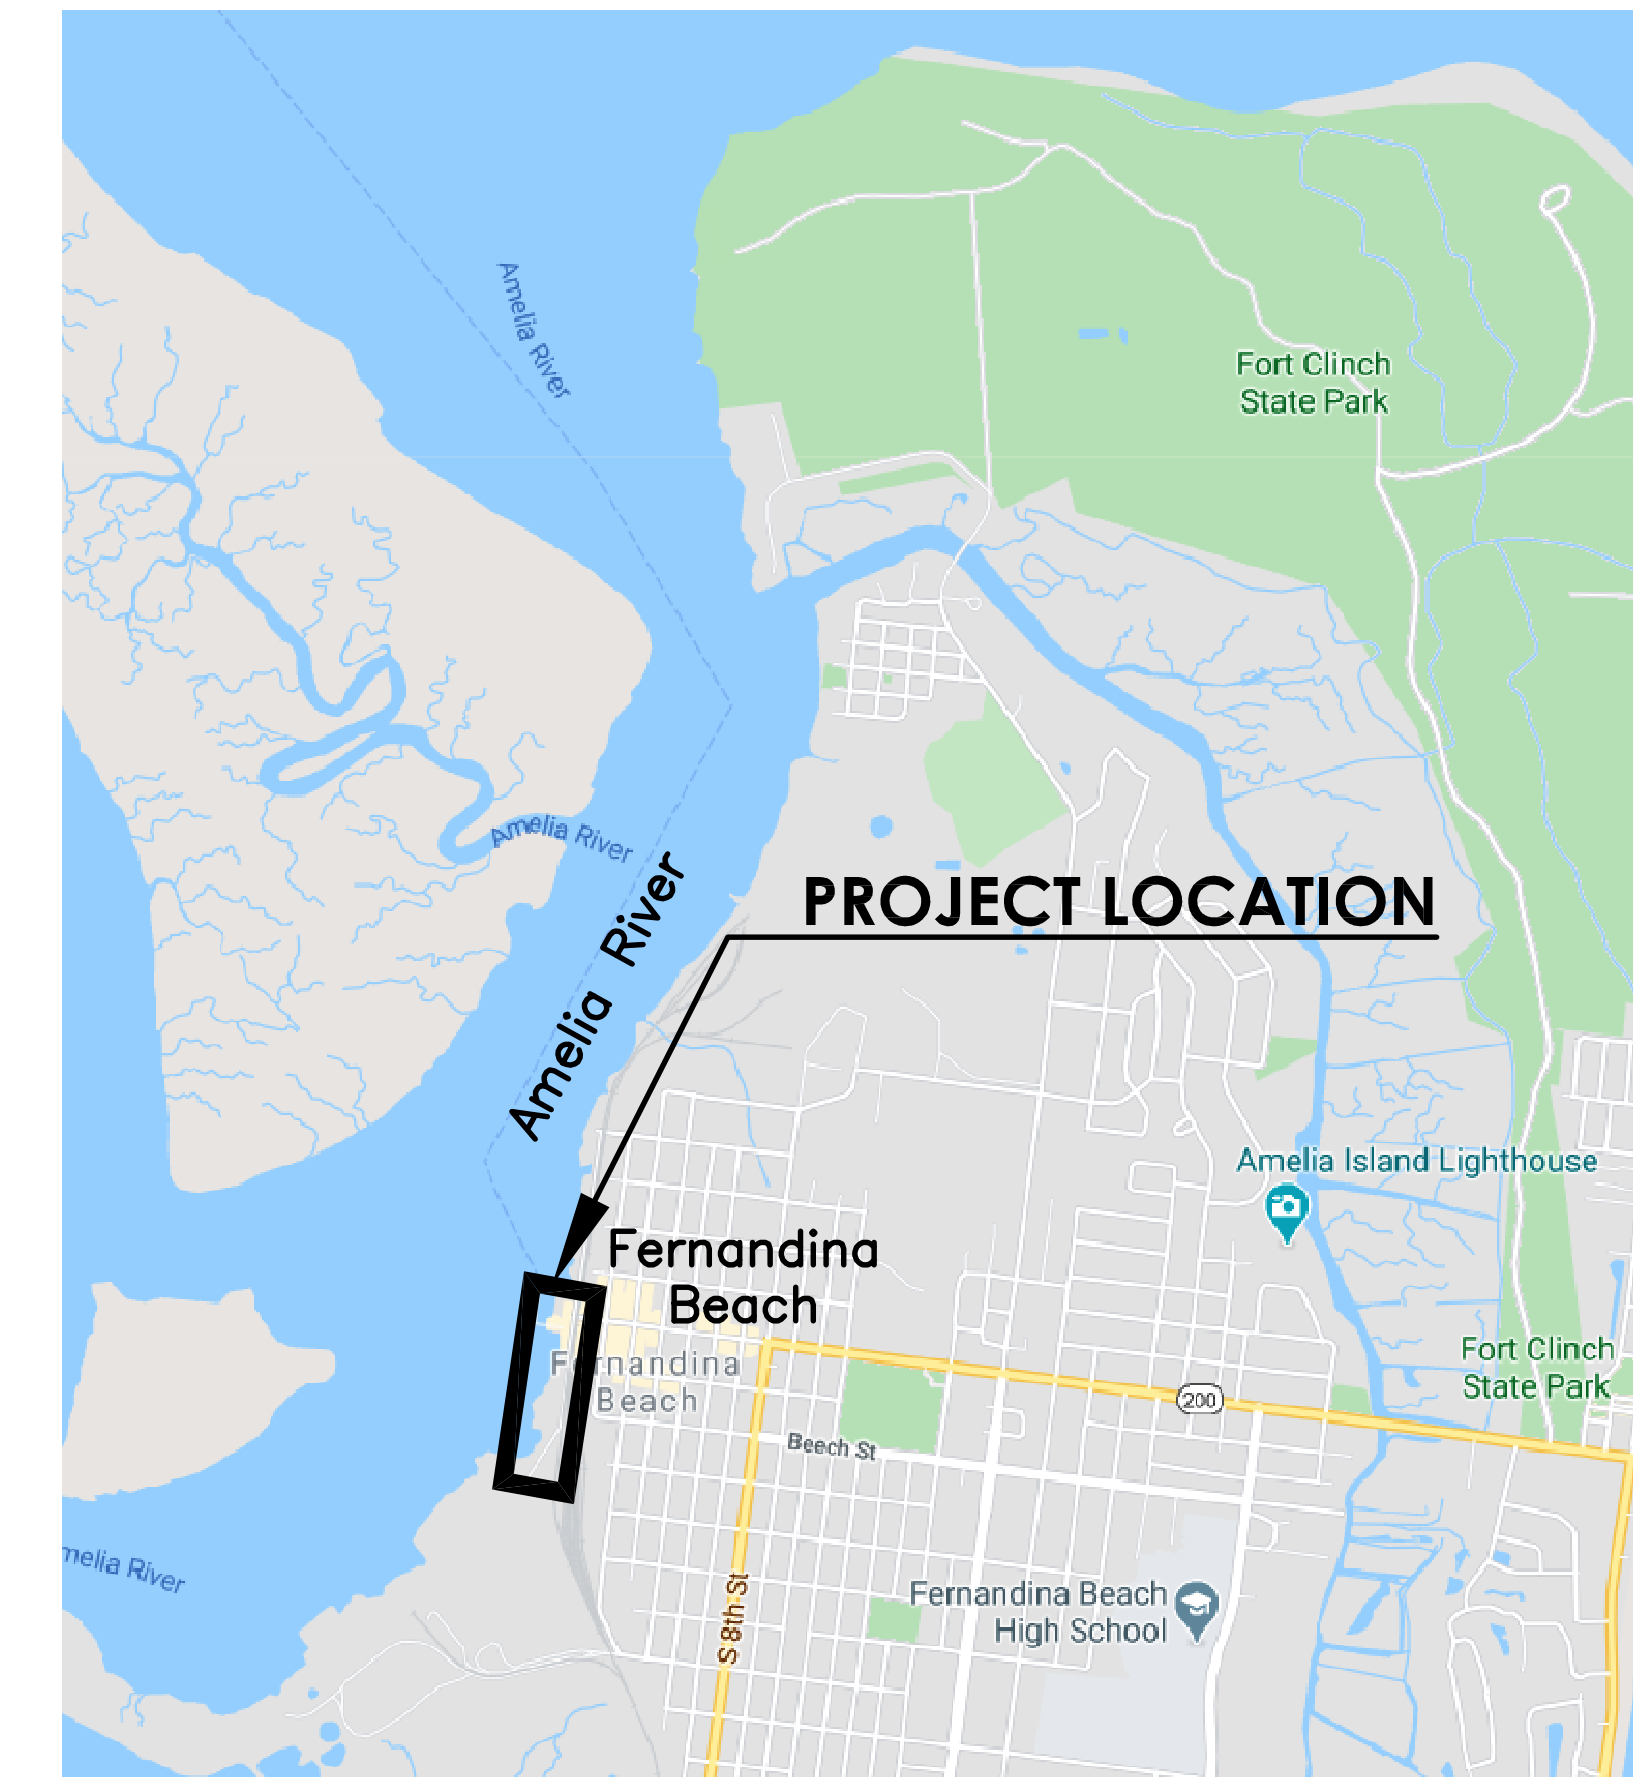 Amelia River
Fort Clinch
State Park
Amelia River
Amelia River
PROJECT LOCATION
Amelia Island Lighthouse
Fernandina
Beach
Fernandina
Beach
Fort Clinch
State Park
200
Beech St
melia River
S 8th St
Fernandina Beach
High School